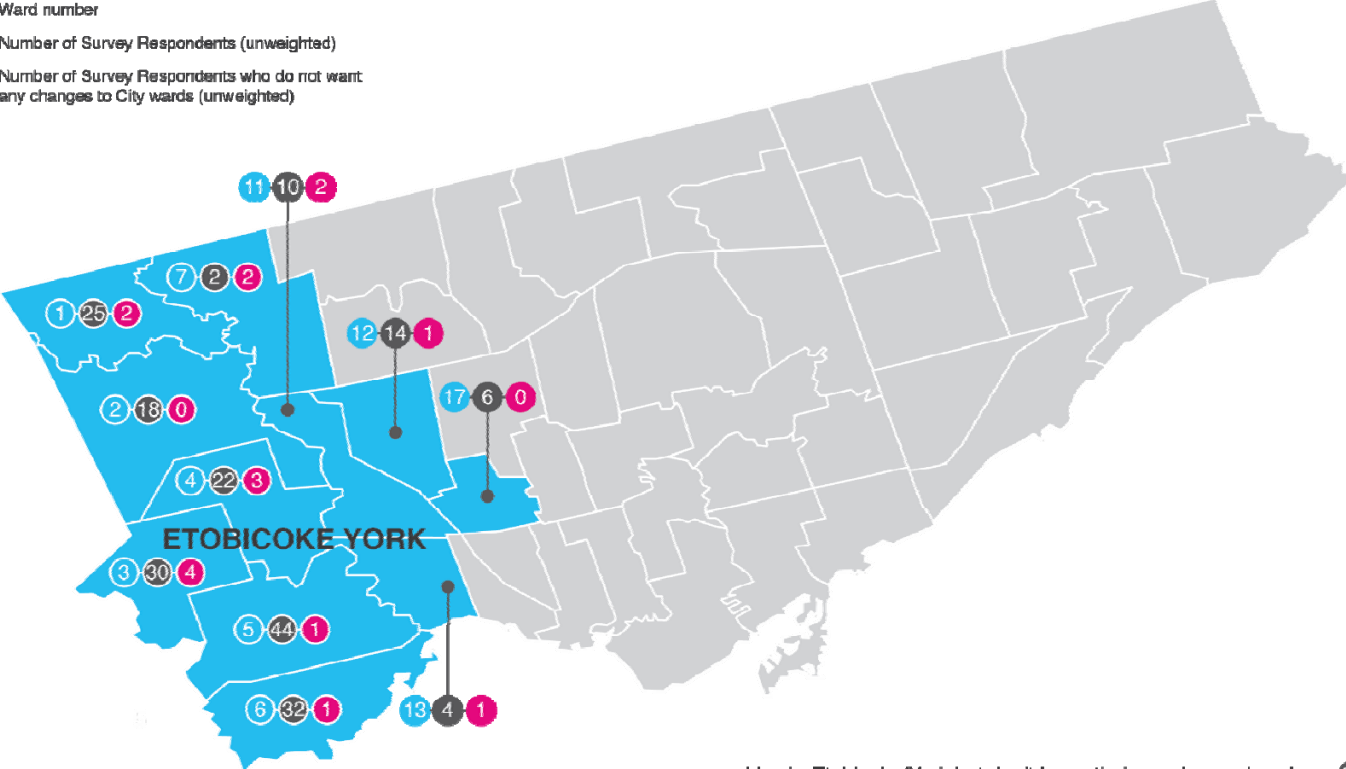 Ward number
Number of Survey Respondents (unweighted)
Number of Survey Respondents who do not want
any changes to City wards (unweighted)
11 10 2
7 2 2
1 25 2
12 14 1
17 6 0
2 18 0
4 22 3
ETOBICOKE YORK
3 30 4
5 44 1
6 32 1
13 4 1